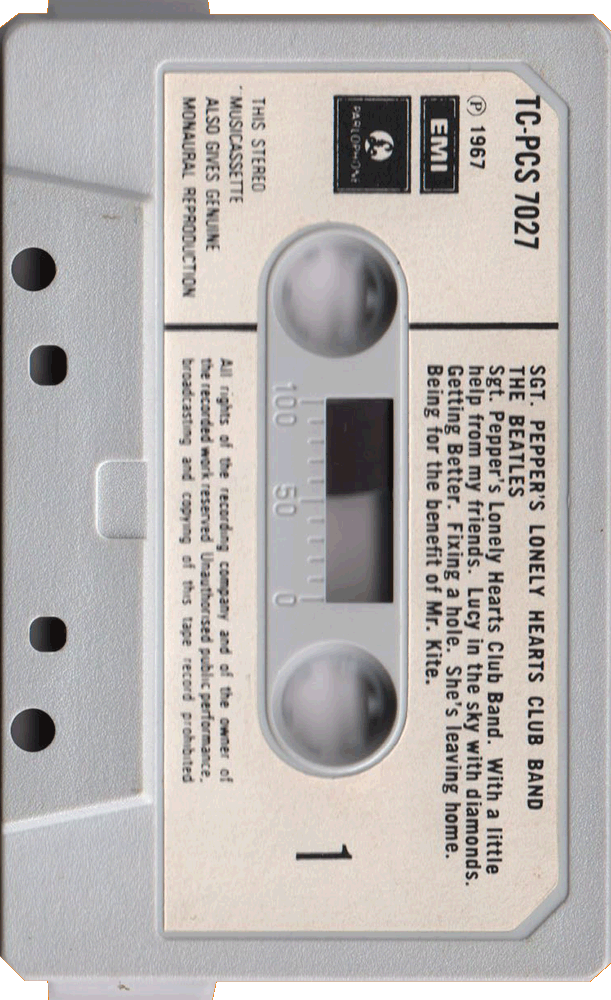 TC-PCS 7027
Ⓟ 1967
EMI
PARLOPHONE
THIS STEREO
MUSICASSETTE
ALSO GIVES GENUINE
MONAURAL REPRODUCTION
SGT. PEPPER'S LONELY HEARTS CLUB BAND
THE BEATLES
Sgt. Pepper's Lonely Hearts Club Band. With a little
help from my friends. Lucy in the sky with diamonds.
Getting Better. Fixing a hole. She's leaving home.
Being for the benefit of Mr. Kite.
100 50 0
1
All rights of the recording company and of the owner of
the recorded work reserved Unauthorised public performance,
broadcasting and copying of this tape record prohibited